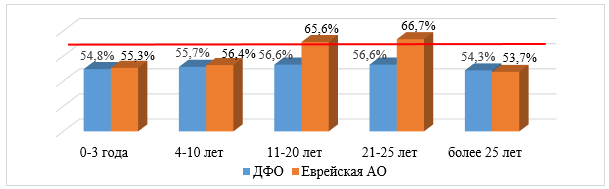 54,8% 55,3% 55,7% 56,4% 56,6% 65,6% 56,6% 66,7% 54,3% 53,7%
0-3 года 4-10 лет 11-20 лет 21-25 лет более 25 лет
ДФО Еврейская АО